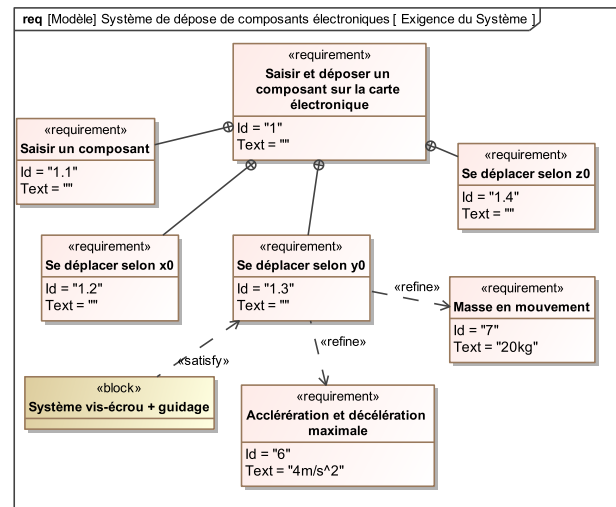 req [Modèle] Système de dépose de composants électroniques [ Exigence du Système ]
«requirement»
Saisir et déposer un
composant sur la carte
électronique
Id = "1"
Text = ""
«requirement»
Saisir un composant
Id = "1.1"
Text = ""
«requirement»
Se déplacer selon z0
Id = "1.4"
Text = ""
«requirement»
Se déplacer selon x0
Id = "1.2"
Text = ""
«requirement»
Se déplacer selon y0
Id = "1.3"
Text = ""
«refine»
«requirement»
Masse en mouvement
Id = "7"
Text = "20kg"
«satisfy»
«refine»
«block»
Système vis-écrou + guidage
«requirement»
Acclérération et décélération
maximale
Id = "6"
Text = "4m/s^2"